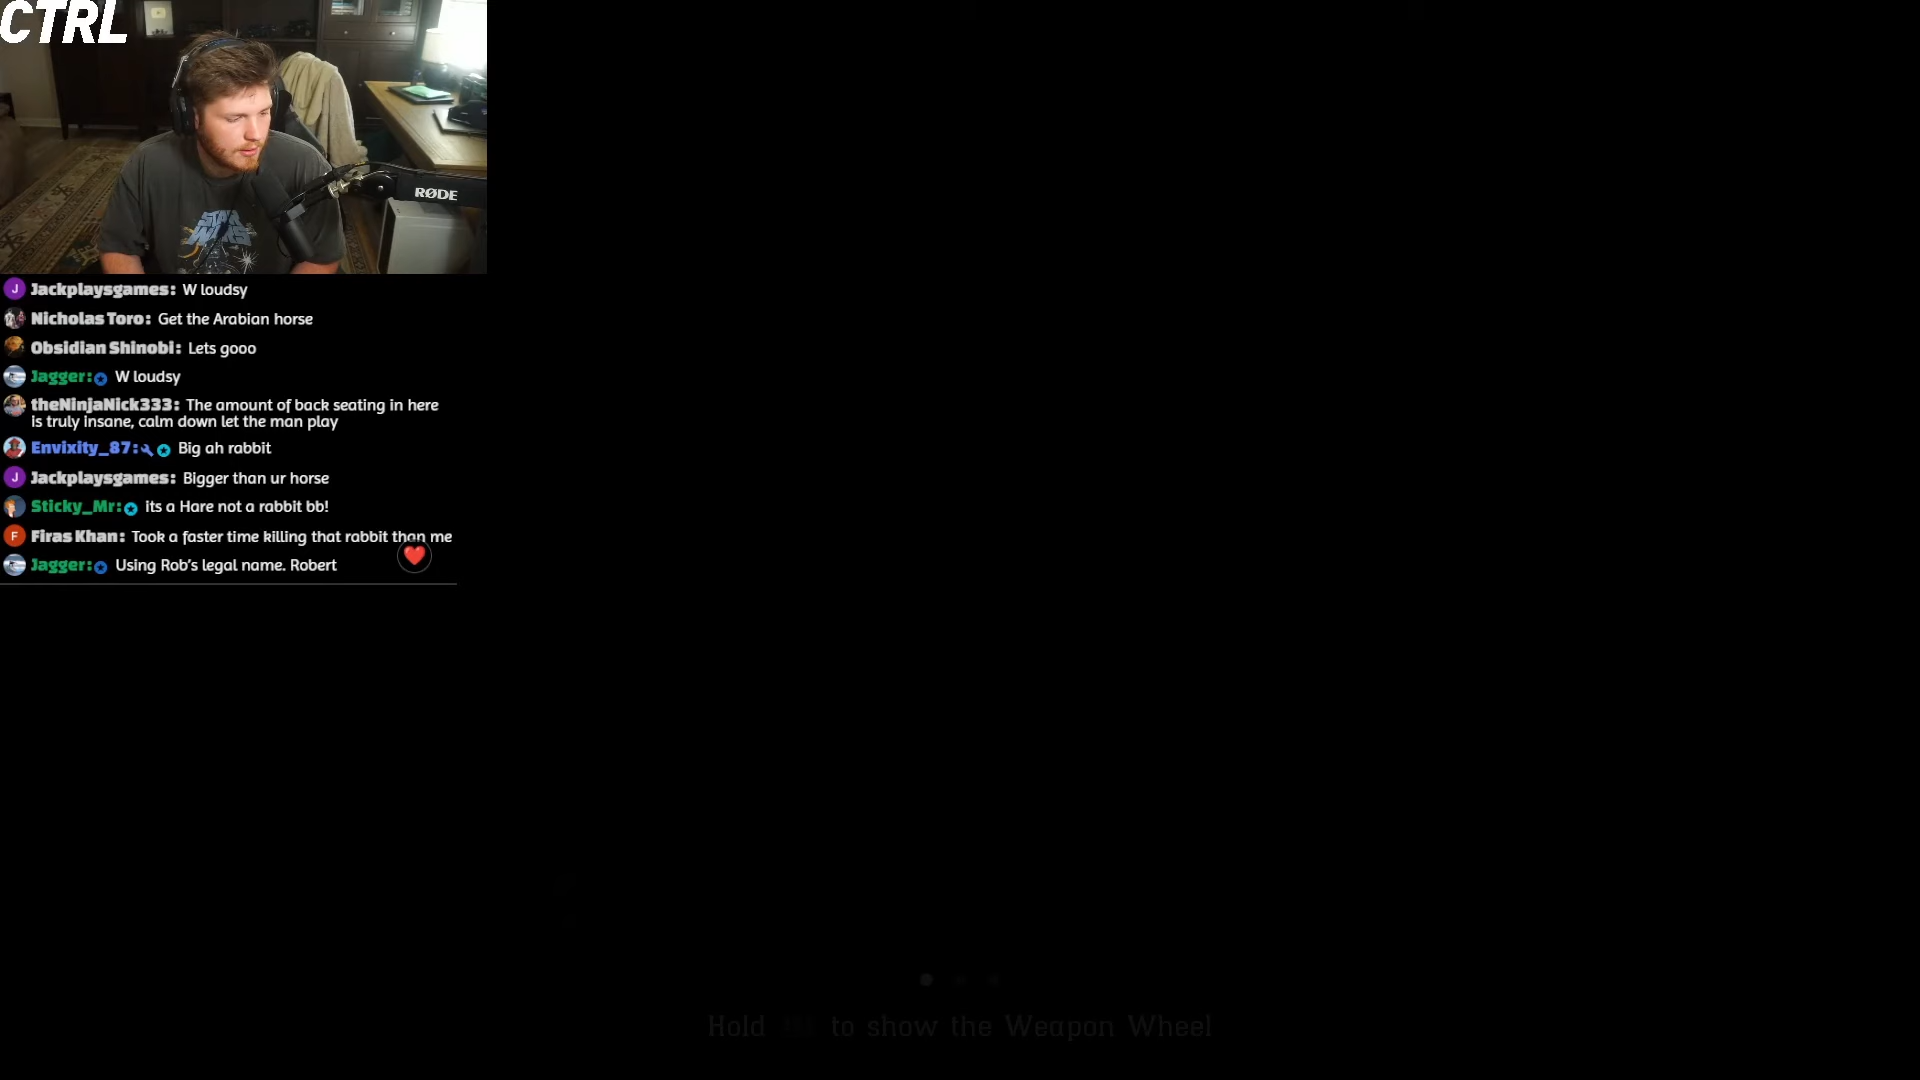 CTRL
RØDE
STAR
WARS
J Jackplaysgames: W loudsy
Nicholas Toro: Get the Arabian horse
Obsidian Shinobi: Lets gooo
Jagger: W loudsy
theNinjaNick333: The amount of back seating in here
is truly insane, calm down let the man play
Envixity_87: Big ah rabbit
J Jackplaysgames: Bigger than ur horse
Sticky_Mr: its a Hare not a rabbit bb!
F Firas Khan: Took a faster time killing that rabbit than me
Jagger: Using Rob's legal name. Robert
Hold to show the Weapon Wheel